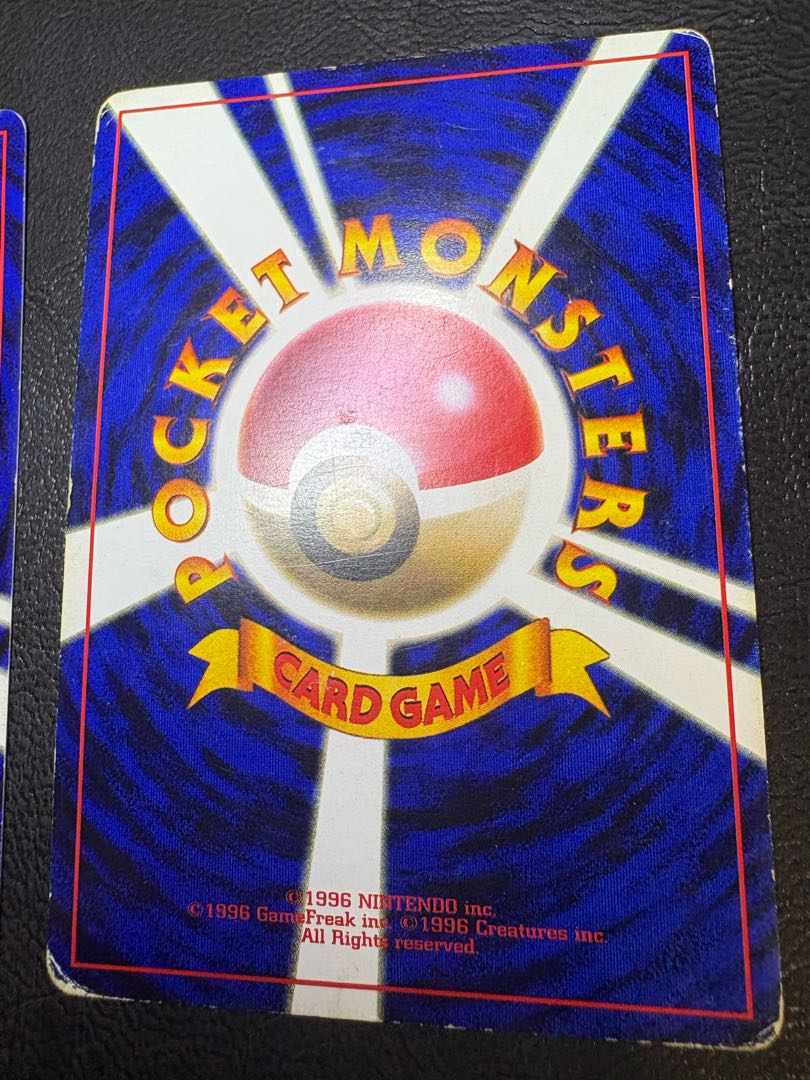 POCKET MONSTERS
CARD GAME
©1996 NINTENDO inc.
©1996 GameFreak inc. ©1996 Creatures inc.
All Rights reserved.